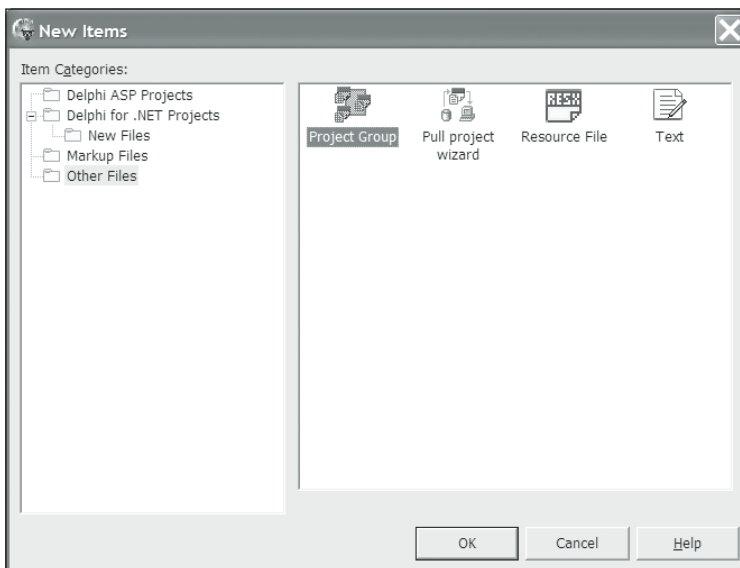 New Items
Item Categories:
Delphi ASP Projects
Delphi for .NET Projects
New Files
Markup Files
Other Files
Project Group
Pull project
wizard
RESX
Resource File
Text
OK
Cancel
Help